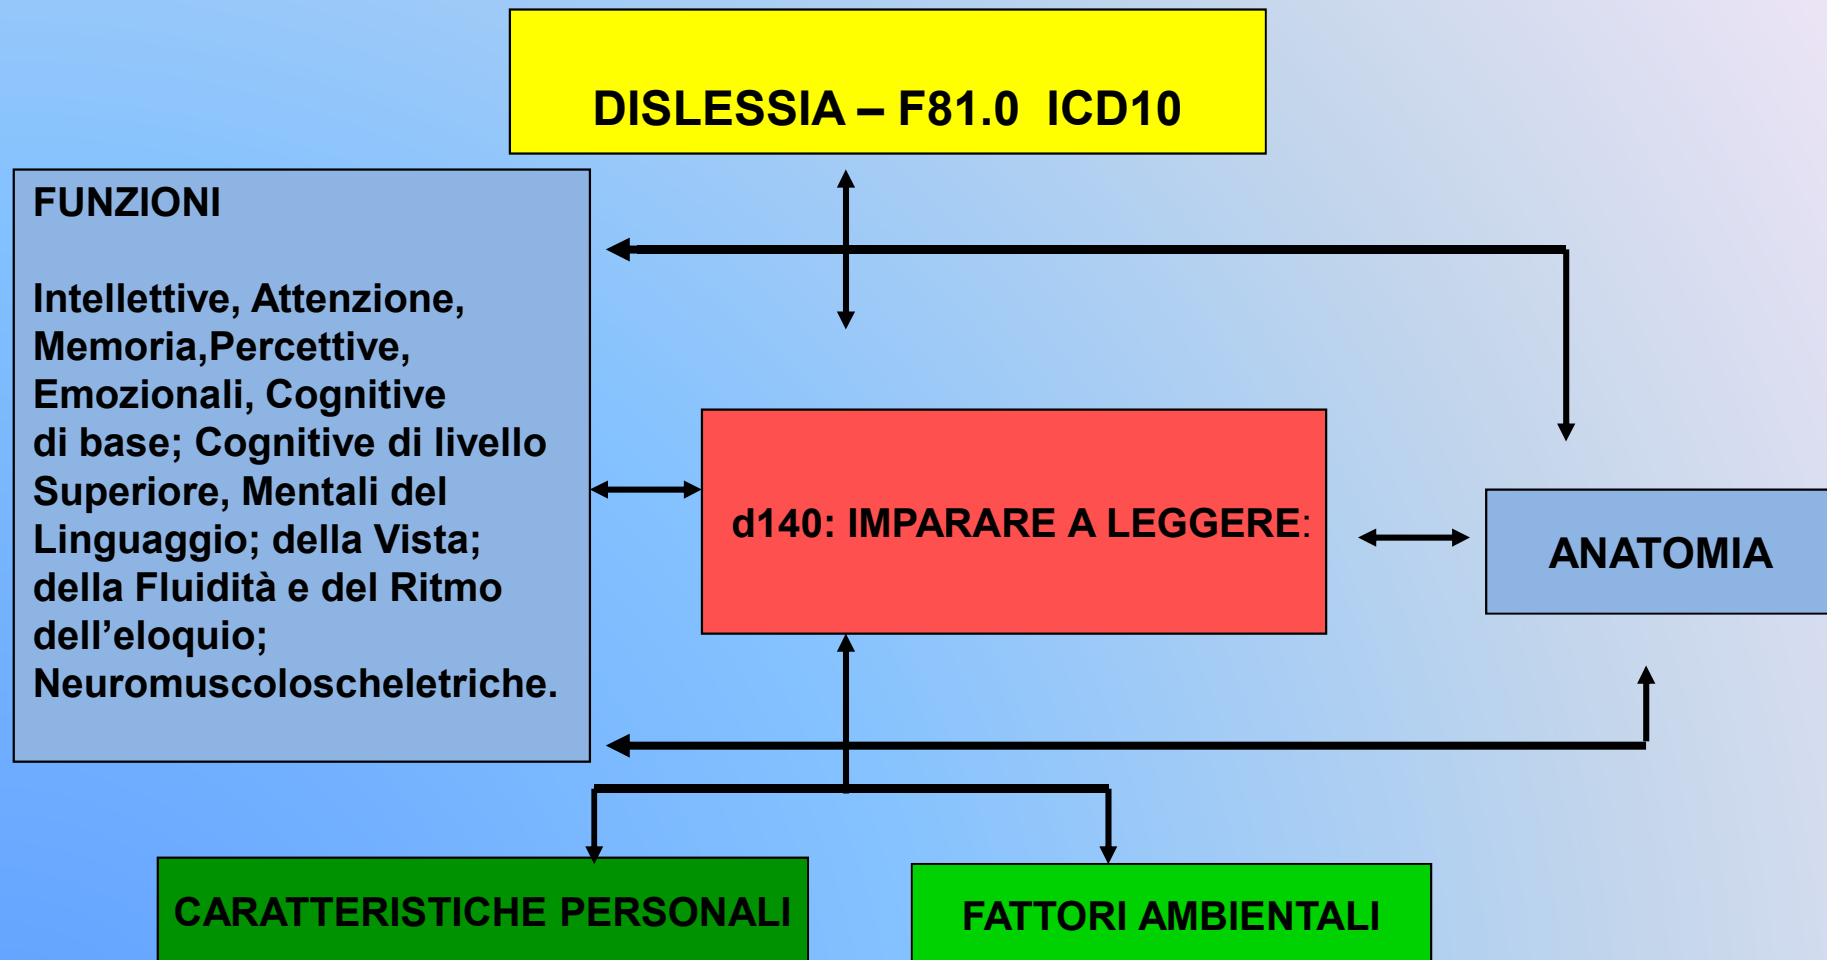 DISLESSIA – F81.0 ICD10
FUNZIONI
Intellettive, Attenzione,
Memoria,Percettive,
Emozionali, Cognitive
di base; Cognitive di livello
Superiore, Mentali del
Linguaggio; della Vista;
della Fluidità e del Ritmo
dell’eloquio;
Neuromuscoloscheletriche.
d140: IMPARARE A LEGGERE:
ANATOMIA
CARATTERISTICHE PERSONALI
FATTORI AMBIENTALI